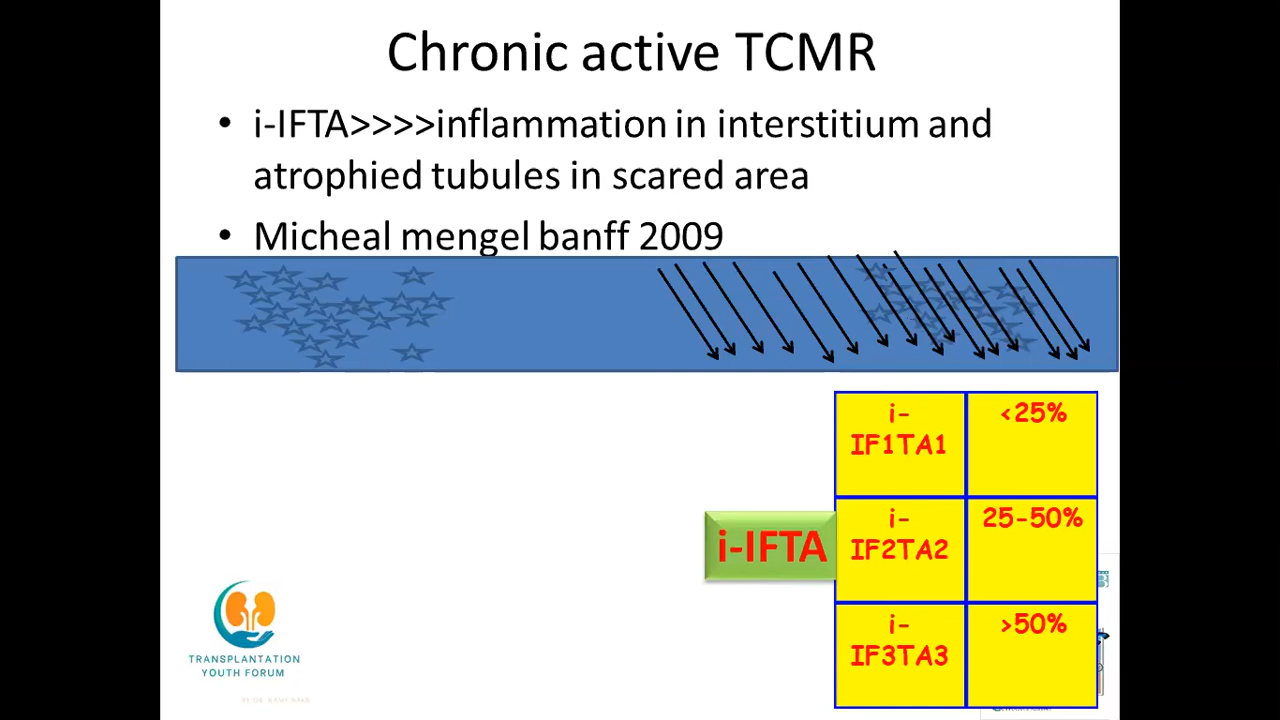 Chronic active TCMR
• i-IFTA>>>>inflammation in interstitium and
atrophied tubules in scared area
• Micheal mengel banff 2009
i-
IF1TA1
<25%
i-IFTA
i-
IF2TA2
25-50%
i-
IF3TA3
>50%
TRANSPLANTATION
YOUTH FORUM